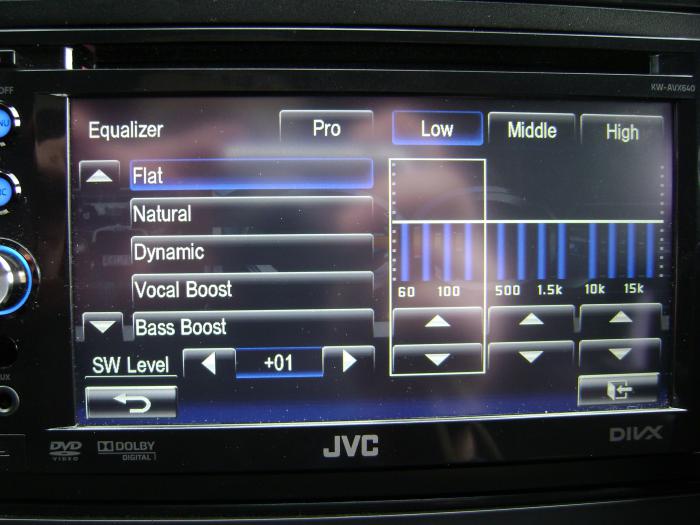 OFF
KW-AVX640
Equalizer Pro Low Middle High
Flat
Natural
Dynamic
Vocal Boost
60 100 500 1.5k 10k 15k
Bass Boost
SW Level +01
DVD VIDEO
DOLBY DIGITAL
JVC
DIVX